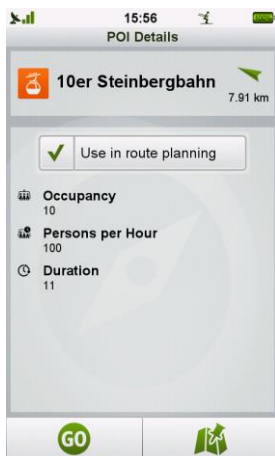 15:56
POI Details
10er Steinbergbahn
7.91 km
Use in route planning
Occupancy
10
Persons per Hour
100
Duration
11
GO